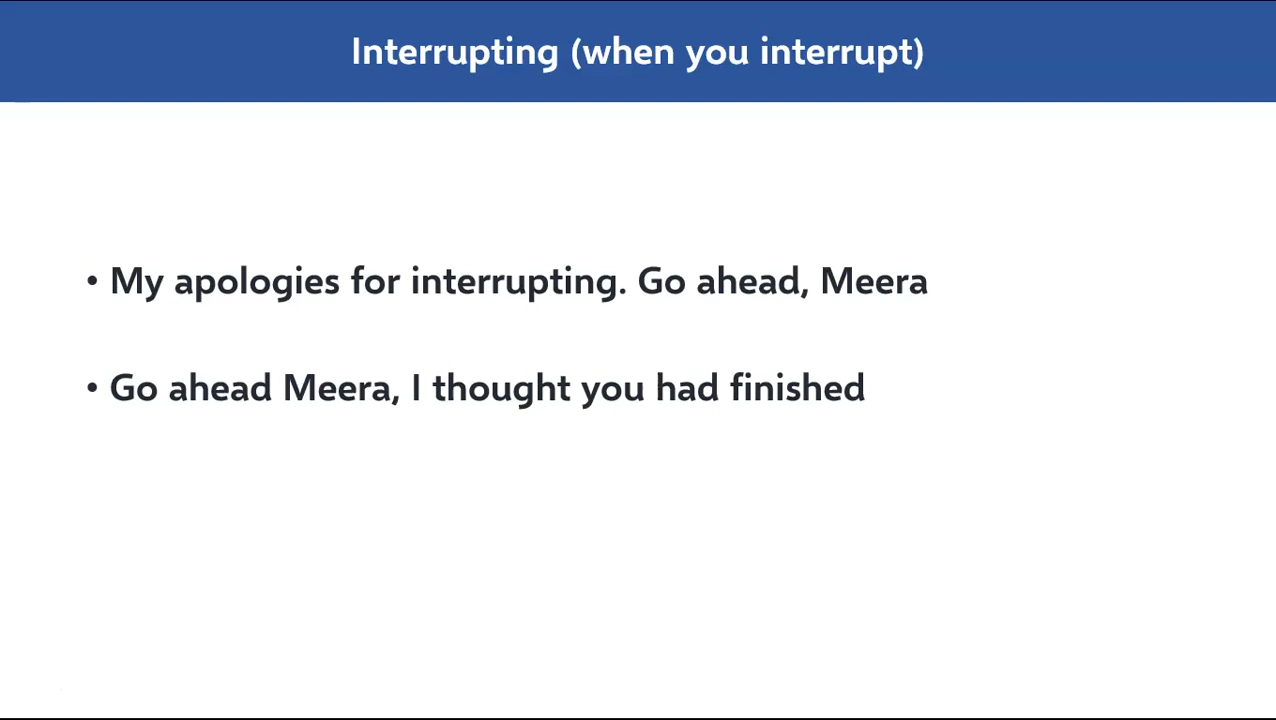 Interrupting (when you interrupt)
• My apologies for interrupting. Go ahead, Meera
• Go ahead Meera, I thought you had finished